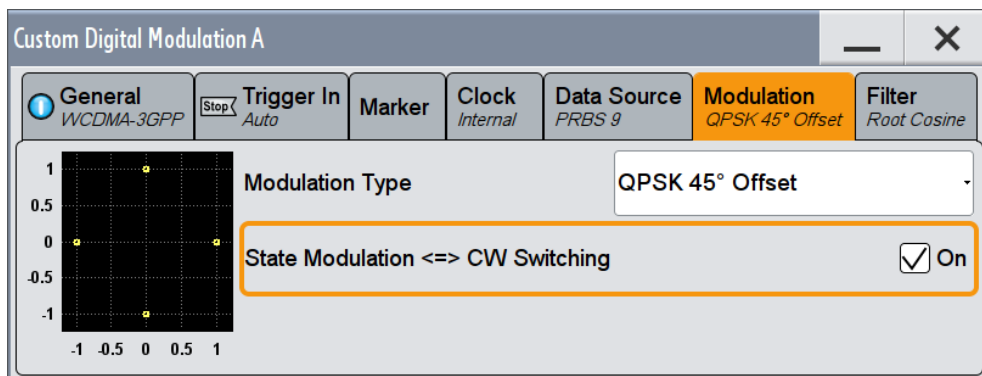 Custom Digital Modulation A
General
WCDMA-3GPP
Stop
Trigger In
Auto
Marker
Clock
Internal
Data Source
PRBS 9
Modulation
QPSK 45° Offset
Filter
Root Cosine
1
0.5
0
-0.5
-1
-1 -0.5 0 0.5 1
Modulation Type
QPSK 45° Offset
State Modulation <=> CW Switching
On